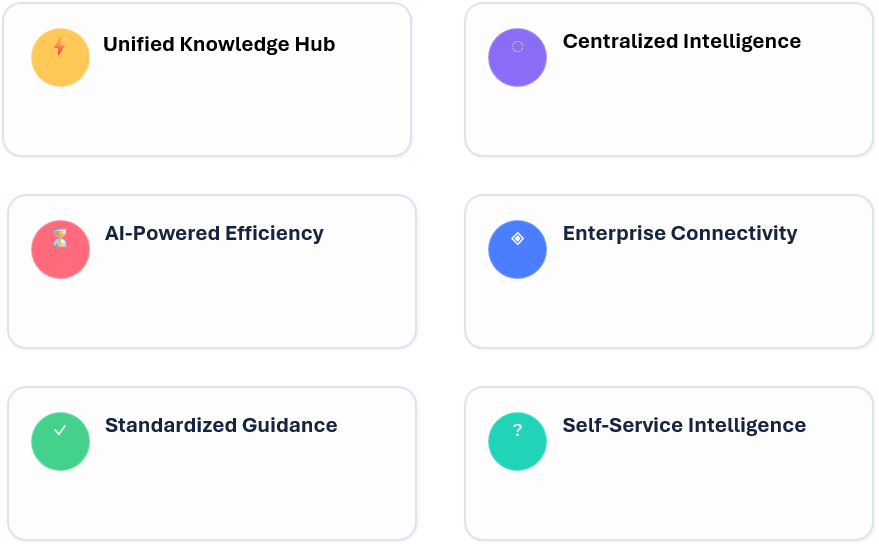 Unified Knowledge Hub
Centralized Intelligence
AI-Powered Efficiency
Enterprise Connectivity
Standardized Guidance
?
Self-Service Intelligence